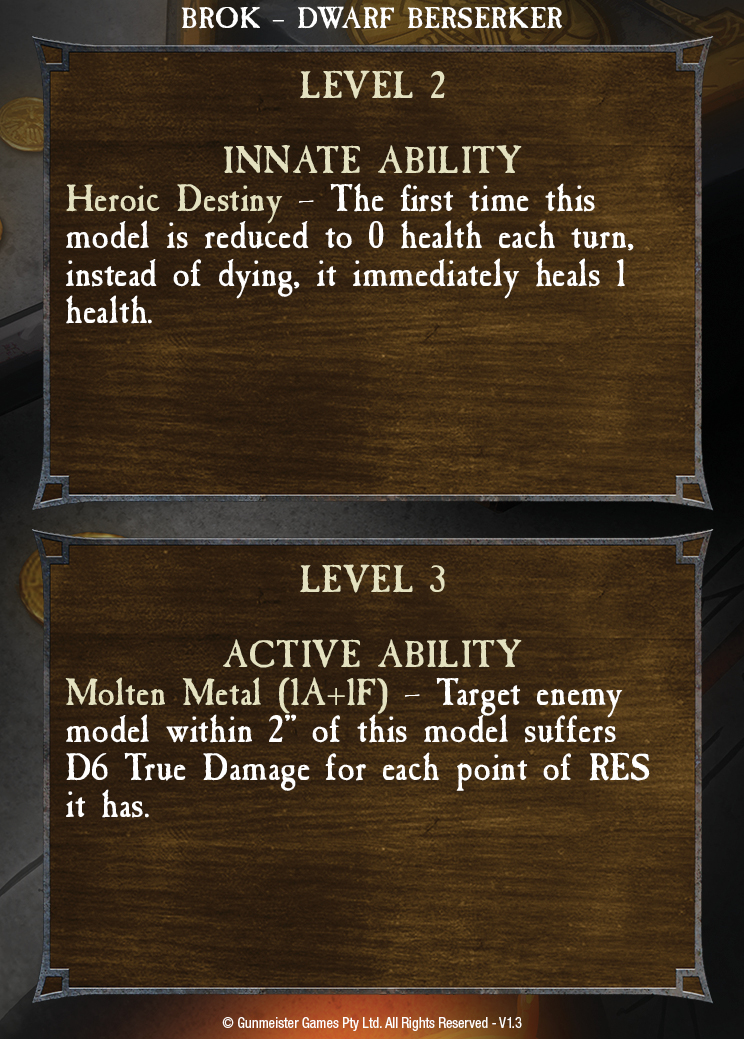 BROK – DWARF BERSERKER
LEVEL 2
INNATE ABILITY
Heroic Destiny – The first time this
model is reduced to 0 health each turn,
instead of dying, it immediately heals 1
health.
LEVEL 3
ACTIVE ABILITY
Molten Metal (1A+1F) – Target enemy
model within 2” of this model suffers
D6 True Damage for each point of RES
it has.
© Gunmeister Games Pty Ltd. All Rights Reserved - V1.3